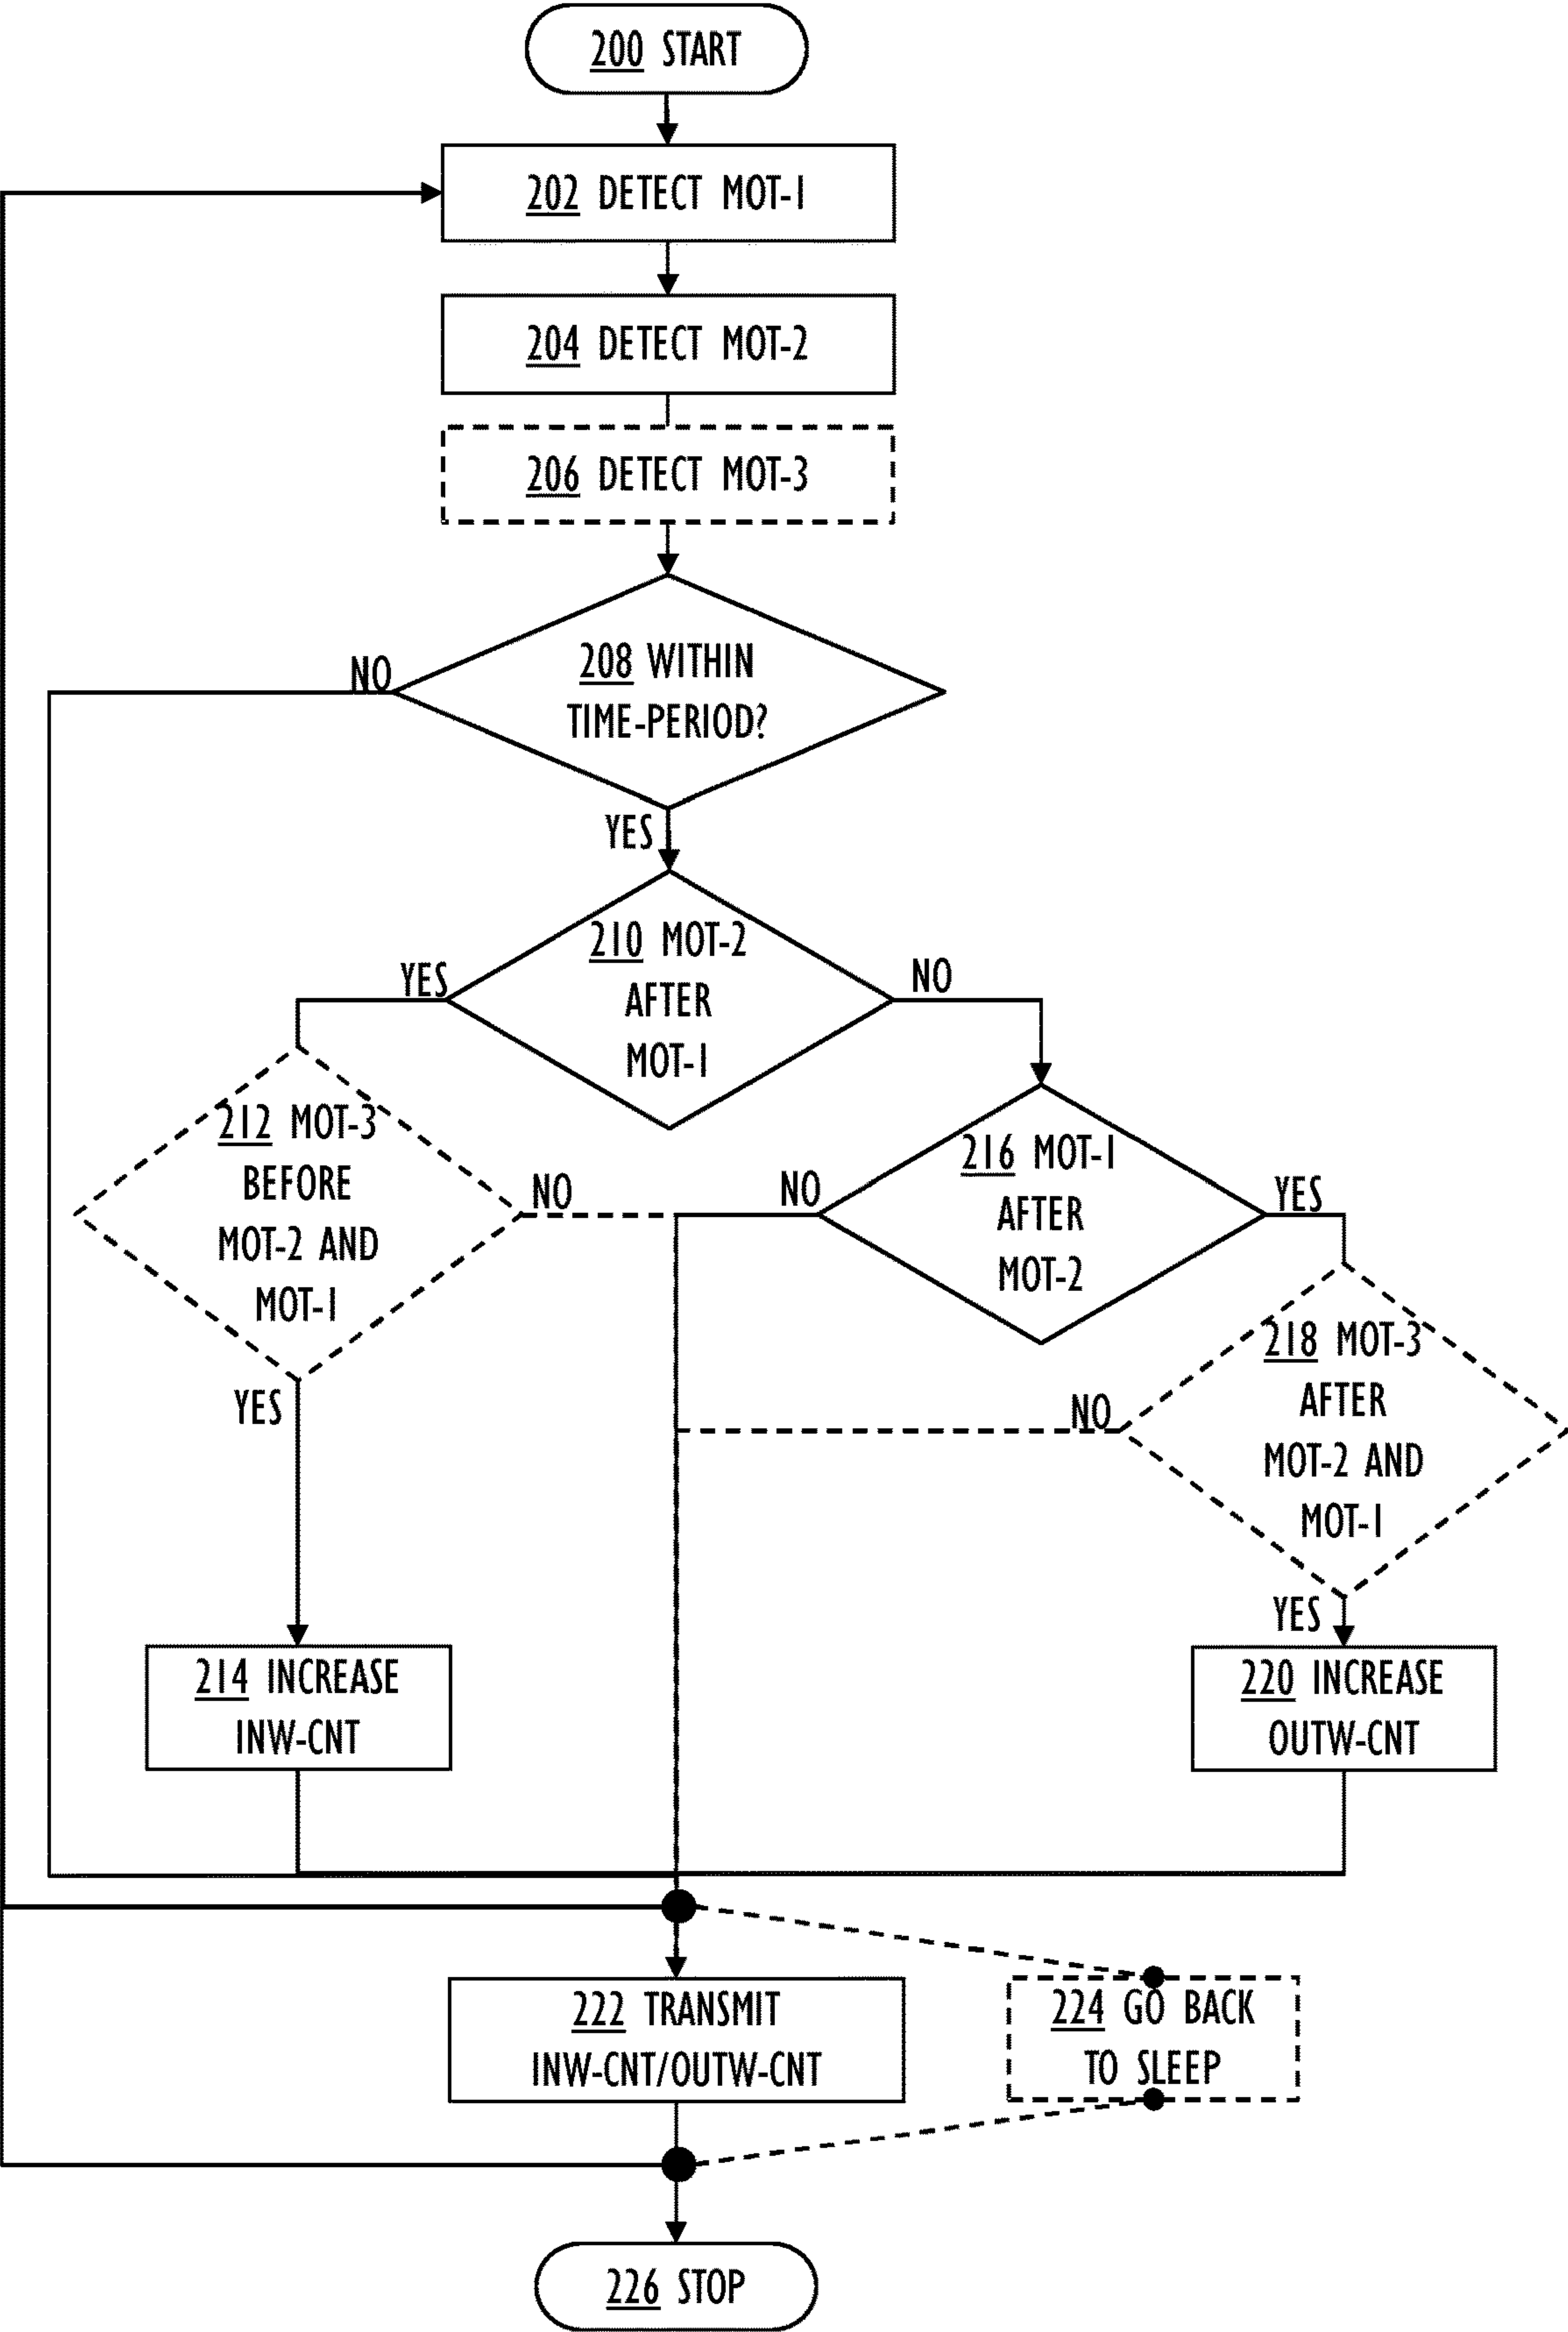 200 START
202 DETECT MOT-1
204 DETECT MOT-2
206 DETECT MOT-3
NO
208 WITHIN
TIME-PERIOD?
YES
210 MOT-2
AFTER
MOT-1
YES
NO
212 MOT-3
BEFORE
MOT-2 AND
MOT-1
NO
YES
216 MOT-1
AFTER
MOT-2
NO
YES
218 MOT-3
AFTER
MOT-2 AND
MOT-1
NO
YES
214 INCREASE
INW-CNT
220 INCREASE
OUTW-CNT
222 TRANSMIT
INW-CNT/OUTW-CNT
224 GO BACK
TO SLEEP
226 STOP